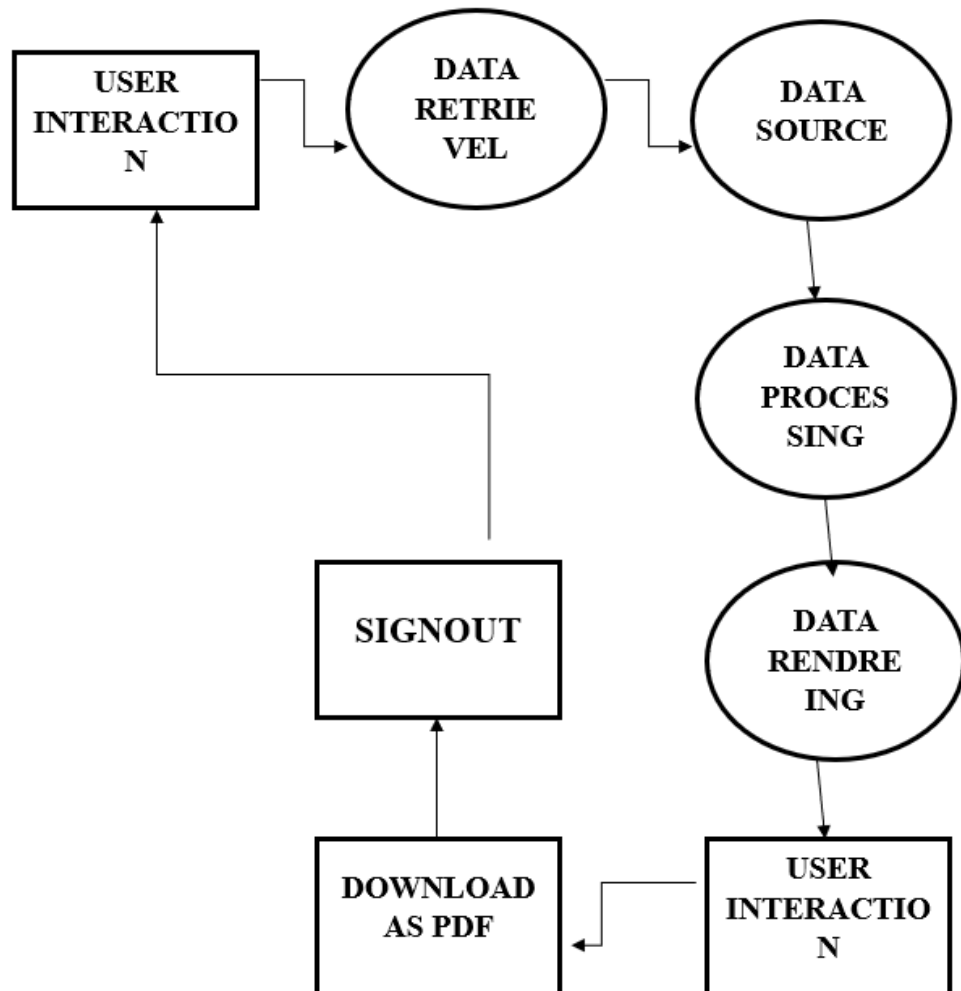 USER
INTERACTIO
N
DATA
RETRIE
VEL
DATA
SOURCE
DATA
PROCES
SING
DATA
RENDRE
ING
USER
INTERACTIO
N
DOWNLOAD
AS PDF
SIGNOUT